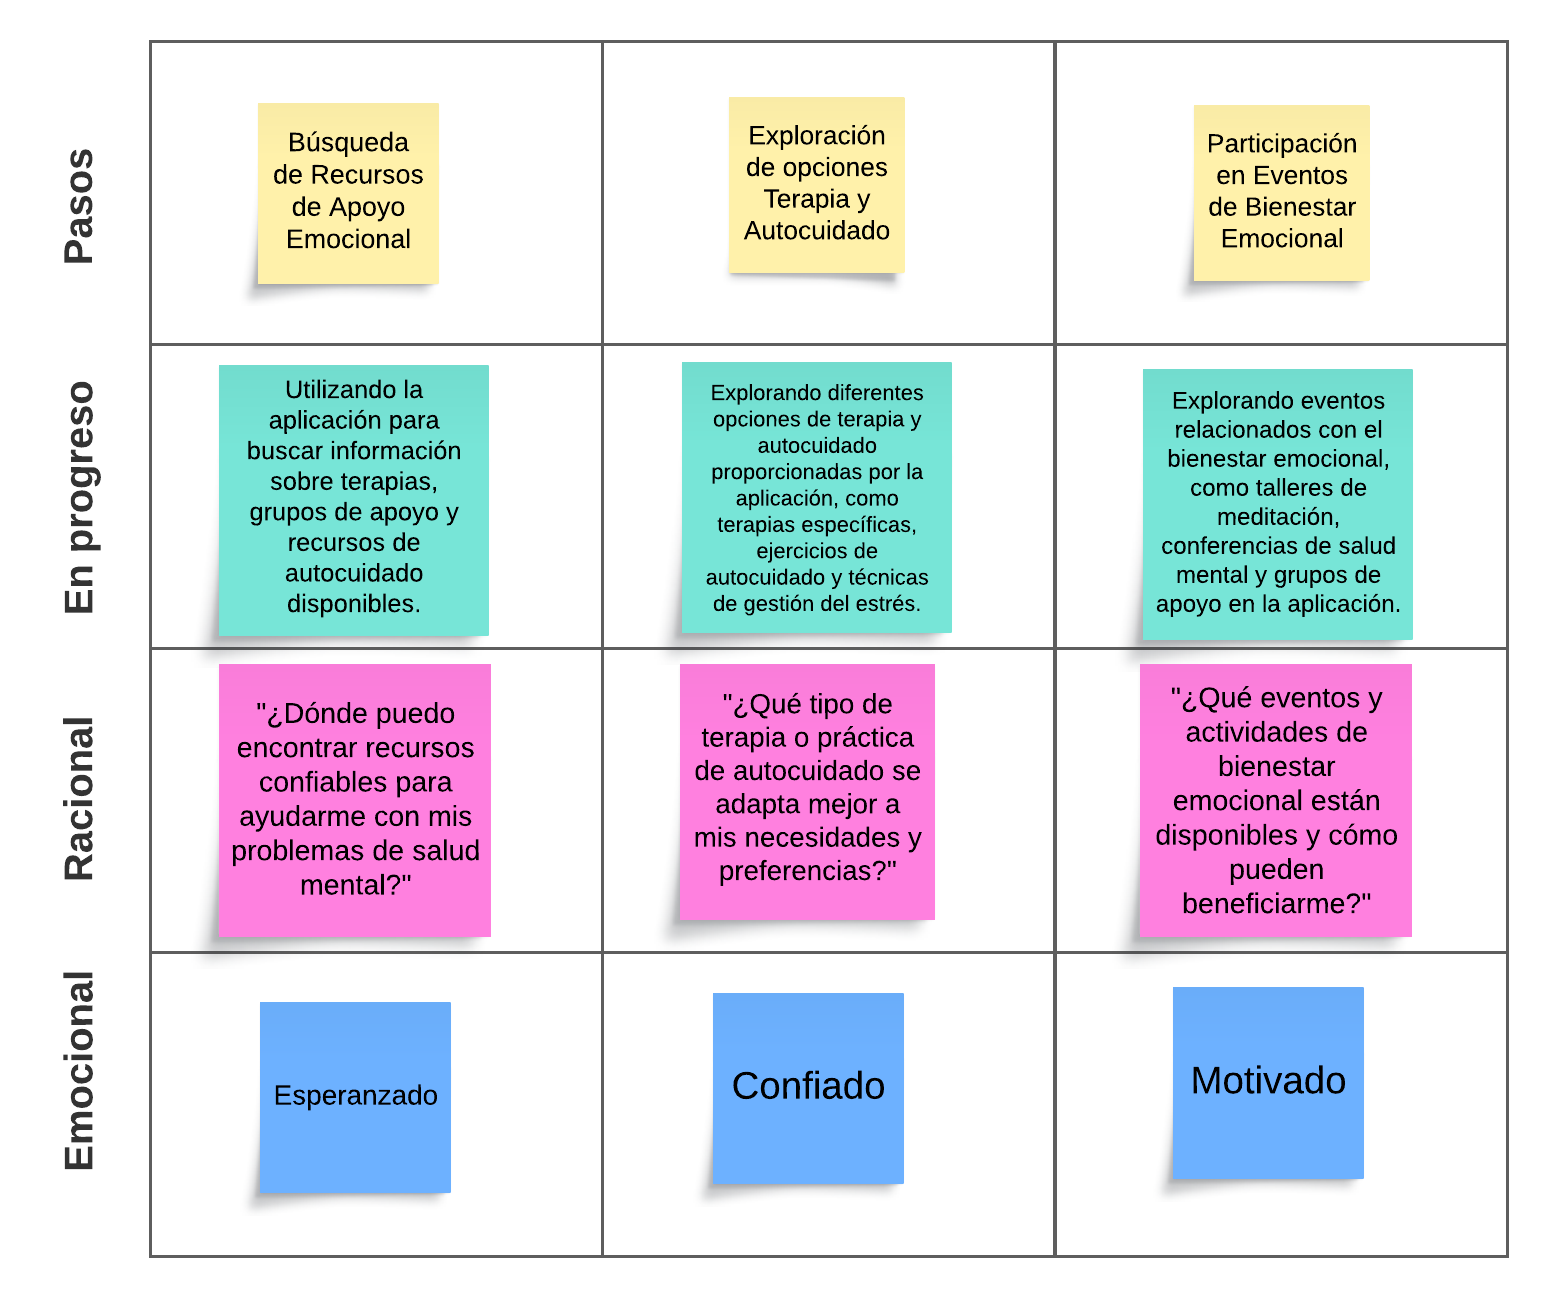 Pasos
Búsqueda
de Recursos
de Apoyo
Emocional
Exploración
de opciones
Terapia y
Autocuidado
Participación
en Eventos
de Bienestar
Emocional
En progreso
Utilizando la
aplicación para
buscar información
sobre terapias,
grupos de apoyo y
recursos de
autocuidado
disponibles.
Explorando diferentes
opciones de terapia y
autocuidado
proporcionadas por la
aplicación, como
terapias específicas,
ejercicios de
autocuidado y técnicas
de gestión del estrés.
Explorando eventos
relacionados con el
bienestar emocional,
como talleres de
meditación,
conferencias de salud
mental y grupos de
apoyo en la aplicación.
Racional
"¿Dónde puedo
encontrar recursos
confiables para
ayudarme con mis
problemas de salud
mental?"
"¿Qué tipo de
terapia o práctica
de autocuidado se
adapta mejor a
mis necesidades y
preferencias?"
"¿Qué eventos y
actividades de
bienestar
emocional están
disponibles y cómo
pueden
beneficiarme?"
Emocional
Esperanzado
Confiado
Motivado